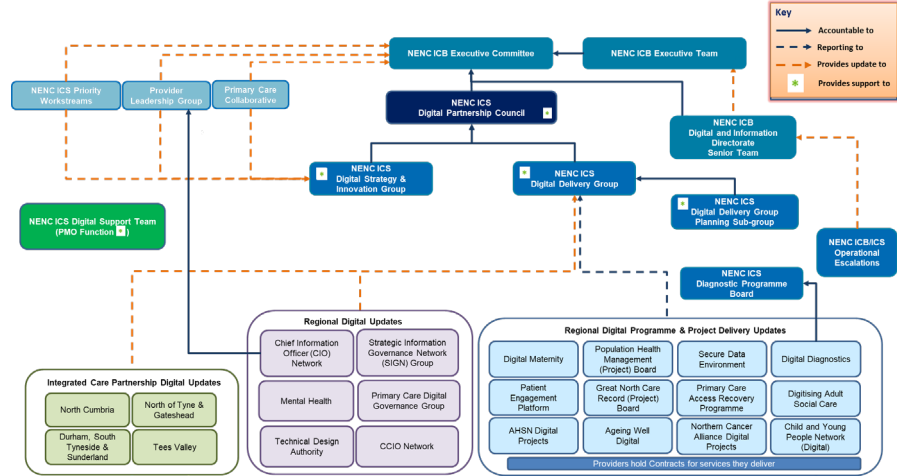 Key
Accountable to
Reporting to
Provides update to
Provides support to
NENC ICB Executive Committee
NENC ICB Executive Team
NENC ICS Priority
Workstreams
Provider
Leadership Group
Primary Care
Collaborative
NENC ICS
Digital Partnership Council
NENC ICB
Digital and Information
Directorate
Senior Team
NENC ICS
Digital Strategy &
Innovation Group
NENC ICS
Digital Delivery Group
NENC ICS
Digital Delivery Group
Planning Sub-group
NENC ICS Digital Support Team
(PMO Function * )
NENC ICB/ICS
Operational
Escalations
NENC ICS
Diagnostic Programme
Board
Regional Digital Updates
Chief Information
Officer (CIO)
Network
Strategic Information
Governance Network
(SIGN) Group
Mental Health
Primary Care Digital
Governance Group
Technical Design
Authority
CCIO Network
Regional Digital Programme & Project Delivery Updates
Digital Maternity
Population Health
Management
(Project) Board
Secure Data
Environment
Digital Diagnostics
Patient
Engagement
Platform
Great North Care
Record (Project)
Board
Primary Care
Access Recovery
Programme
Digitising Adult
Social Care
AHSN Digital
Projects
Ageing Well
Digital
Northern Cancer
Alliance Digital
Projects
Child and Young
People Network
(Digital)
Providers hold Contracts for services they deliver
Integrated Care Partnership Digital Updates
North Cumbria
North of Tyne &
Gateshead
Durham, South
Tyneside &
Sunderland
Tees Valley